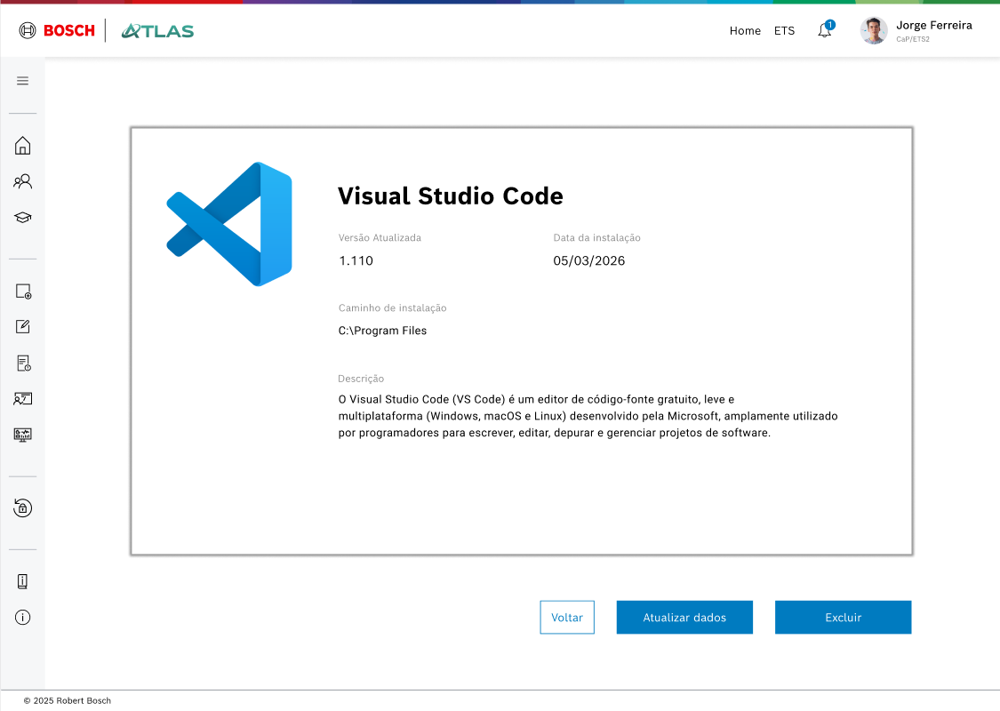 BOSCH
ATLAS
Home
ETS
1
Jorge Ferreira
CaP/ETS2
Visual Studio Code
Versão Atualizada
Data da instalação
1.110
05/03/2026
Caminho de instalação
C:\Program Files
Descrição
O Visual Studio Code (VS Code) é um editor de código-fonte gratuito, leve e
multiplataforma (Windows, macOS e Linux) desenvolvido pela Microsoft, amplamente utilizado
por programadores para escrever, editar, depurar e gerenciar projetos de software.
Voltar
Atualizar dados
Excluir
© 2025 Robert Bosch